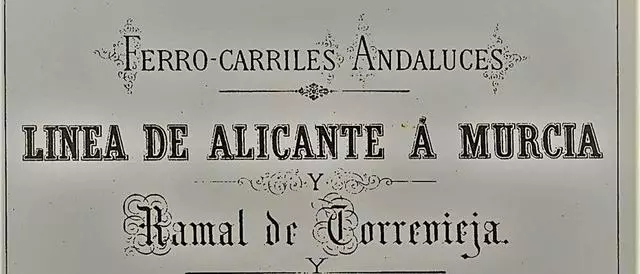 FERRO-CARRILES ANDALUCES
LINEA DE ALICANTE Á MURCIA
Y
Ramal de Torrevieja.
Y